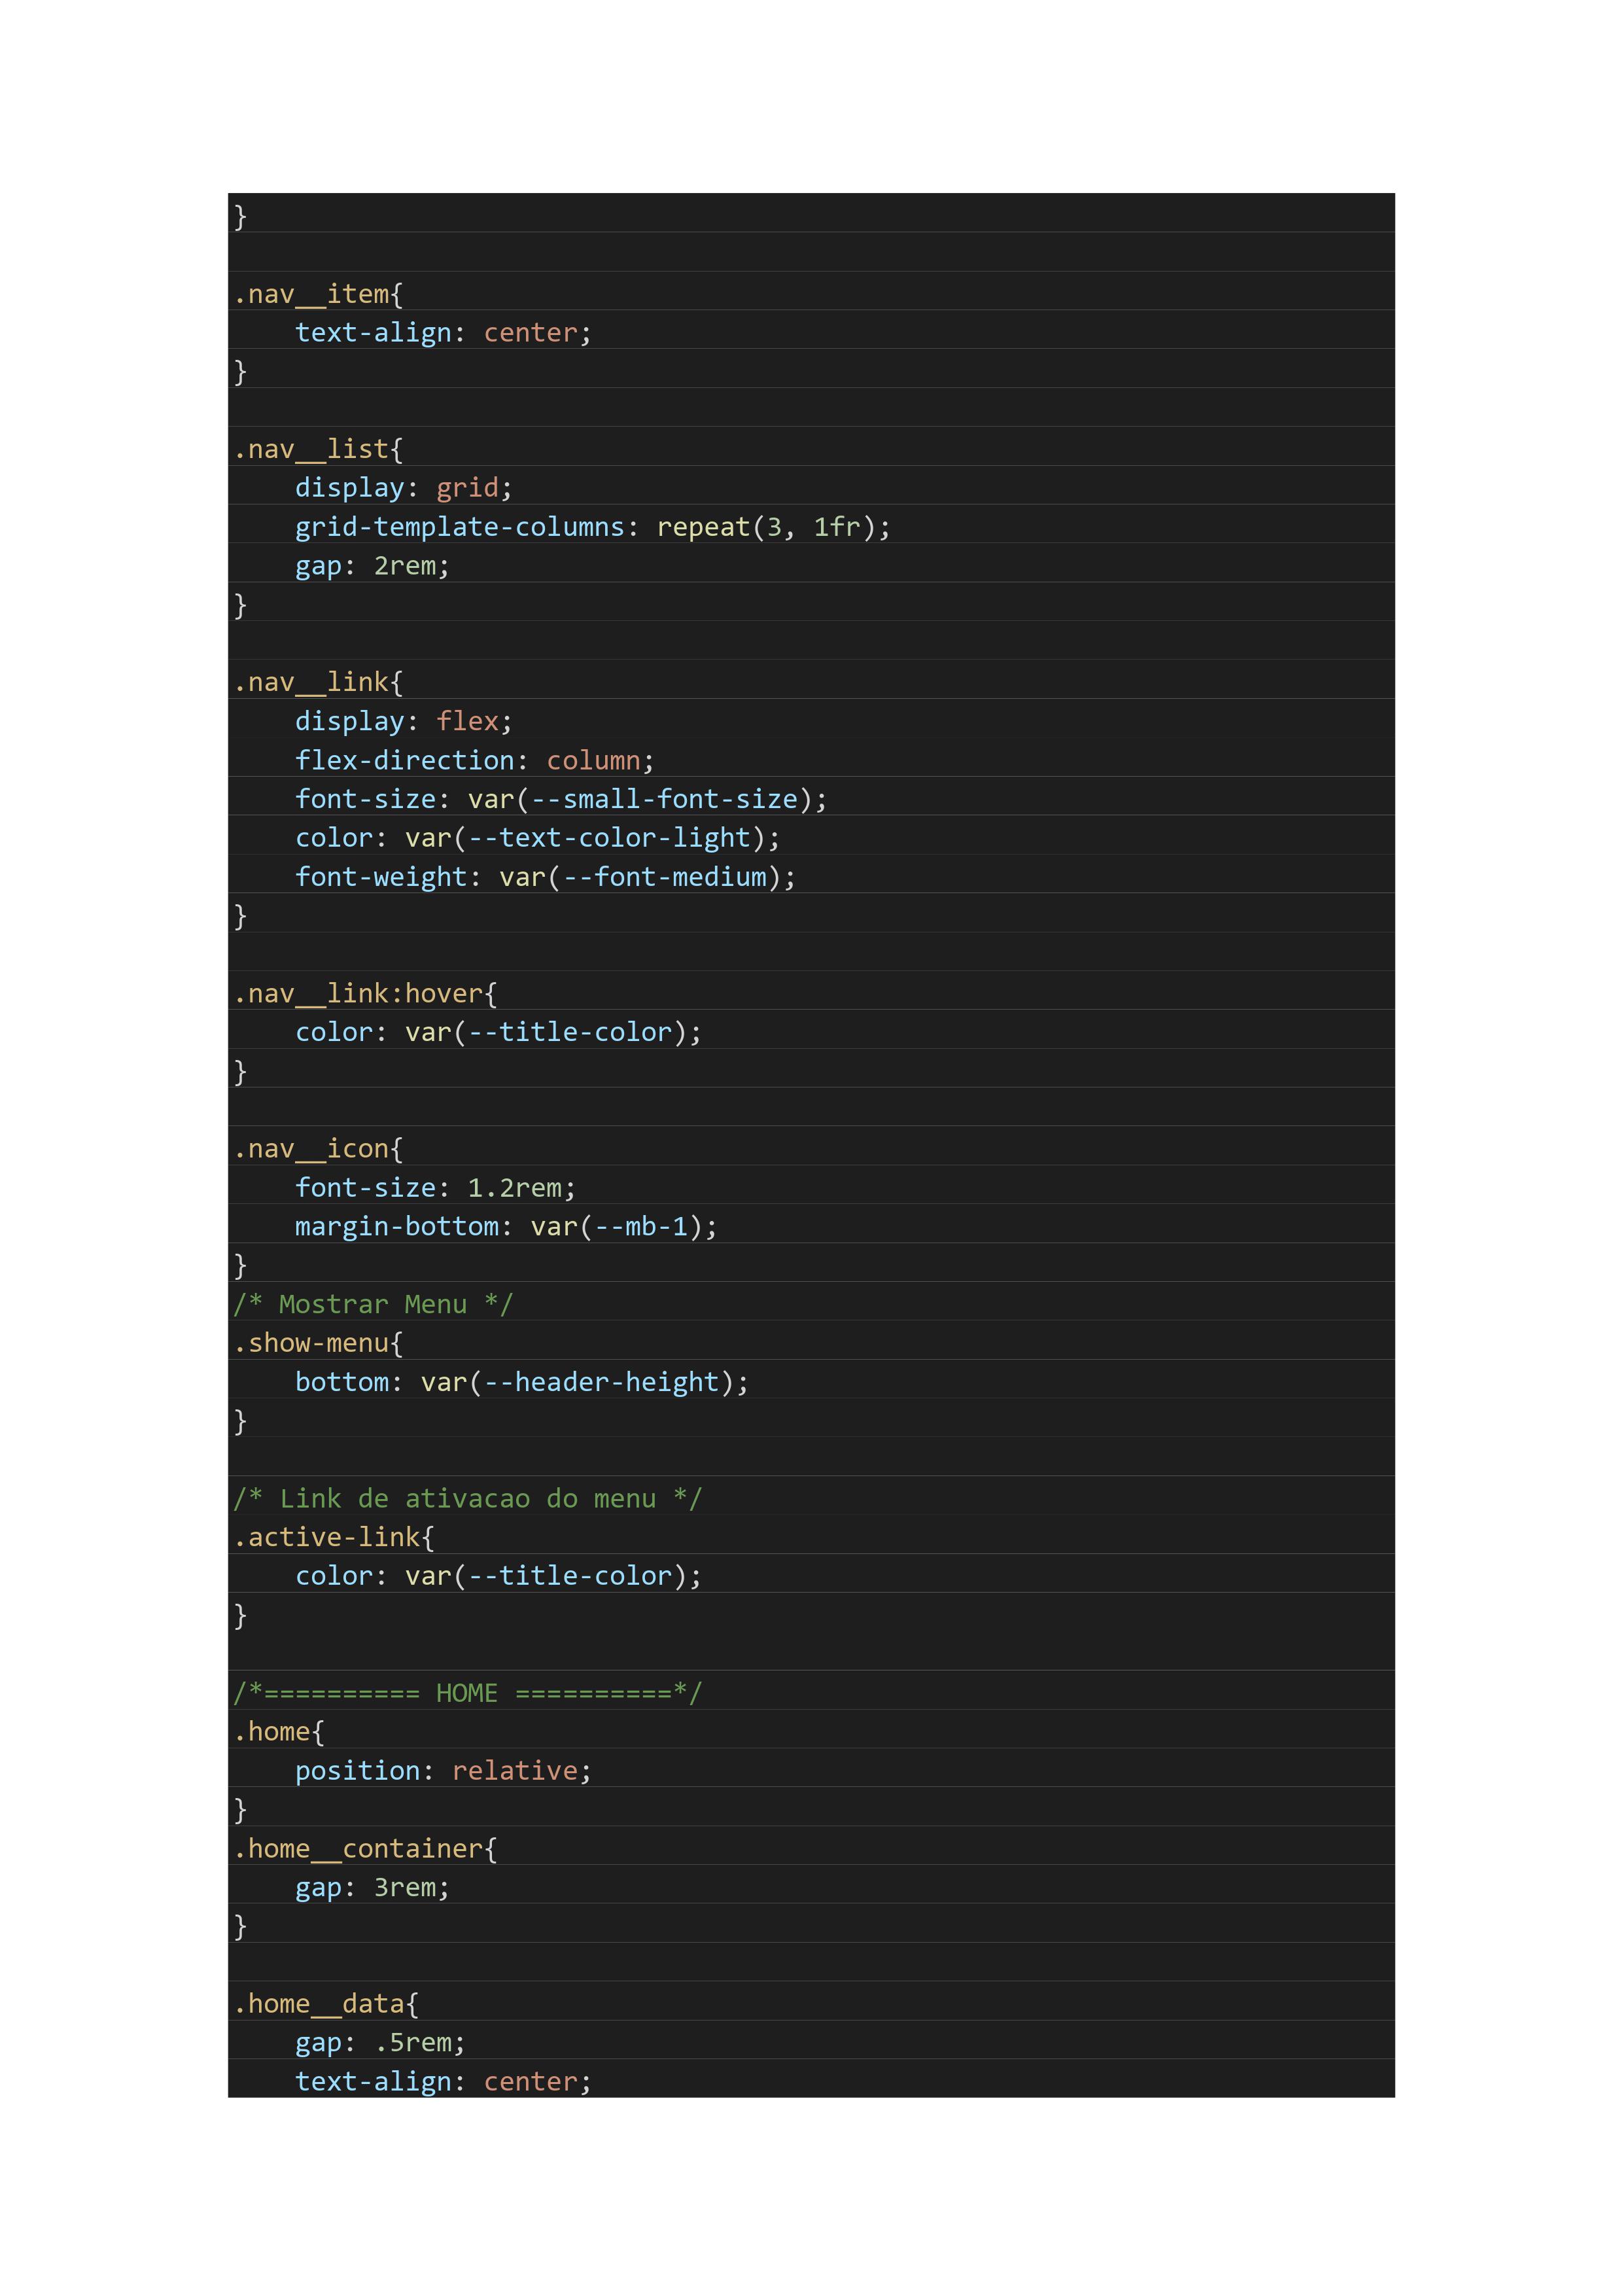 }

.nav__item{
    text-align: center;
}

.nav__list{
    display: grid;
    grid-template-columns: repeat(3, 1fr);
    gap: 2rem;
}

.nav__link{
    display: flex;
    flex-direction: column;
    font-size: var(--small-font-size);
    color: var(--text-color-light);
    font-weight: var(--font-medium);
}

.nav__link:hover{
    color: var(--title-color);
}

.nav__icon{
    font-size: 1.2rem;
    margin-bottom: var(--mb-1);
}
/* Mostrar Menu */
.show-menu{
    bottom: var(--header-height);
}

/* Link de ativacao do menu */
.active-link{
    color: var(--title-color);
}

/*========== HOME ==========*/
.home{
    position: relative;
}
.home__container{
    gap: 3rem;
}

.home__data{
    gap: .5rem;
    text-align: center;